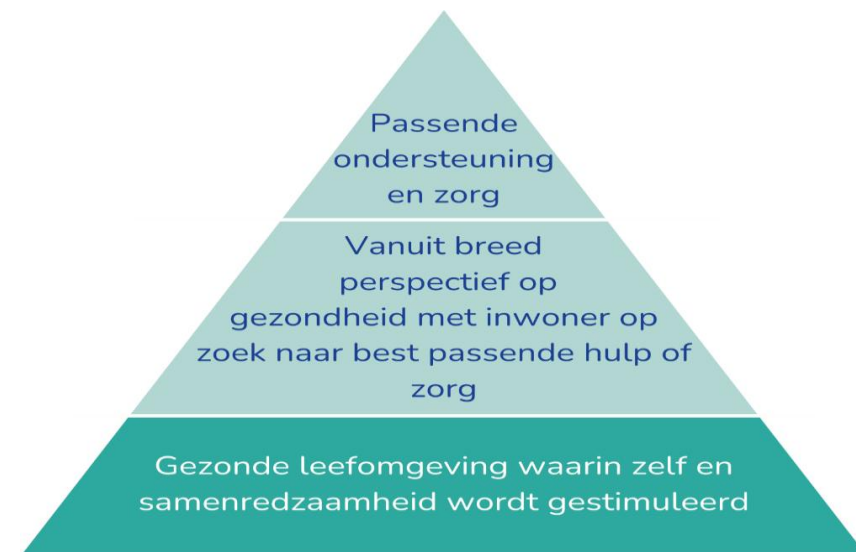 Passende
ondersteuning
en zorg
Vanuit breed
perspectief op
gezondheid met inwoner op
zoek naar best passende hulp of
zorg
Gezonde leefomgeving waarin zelf en
samenredzaamheid wordt gestimuleerd